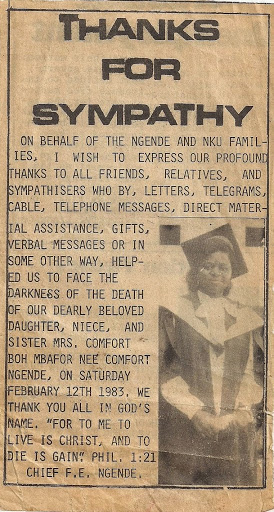 THANKS
FOR
SYMPATHY
ON BEHALF OF THE NGENDE AND NKU FAMIL-
IES, I WISH TO EXPRESS OUR PROFOUND
THANKS TO ALL FRIENDS, RELATIVES, AND
SYMPATHISERS WHO BY, LETTERS, TELEGRAMS,
CABLE, TELEPHONE MESSAGES, DIRECT MATER-
IAL ASSISTANCE, GIFTS,
VERBAL MESSAGES OR IN
SOME OTHER WAY, HELP-
ED US TO FACE THE
DARKNESS OF THE DEATH
OF OUR DEARLY BELOVED
DAUGHTER, NIECE, AND
SISTER MRS. COMFORT
BOH MBAFOR NEE COMFORT
NGENDE, ON SATURDAY
FEBRUARY 12TH 1983. WE
THANK YOU ALL IN GOD'S
NAME. "FOR TO ME TO
LIVE IS CHRIST, AND TO
DIE IS GAIN". PHIL. 1:21
CHIEF F.E. NGENDE.